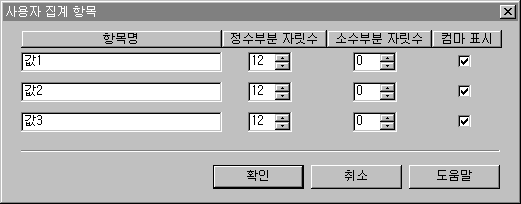 사용자 집계 항목
항목명 정수부분 자릿수 소수부분 자릿수 컴마 표시
값1 12 0
값2 12 0
값3 12 0
확인 취소 도움말